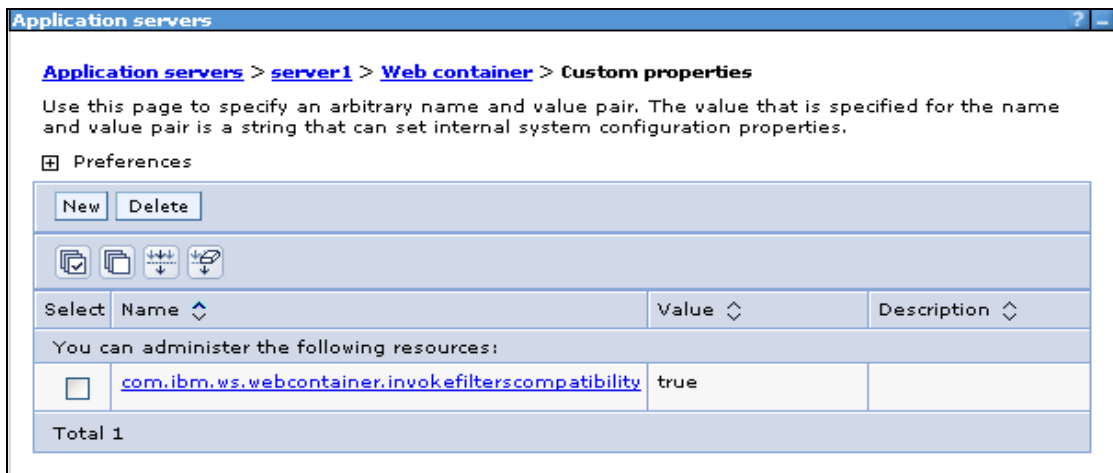 Application servers ? –
Application servers > server1 > Web container > Custom properties
Use this page to specify an arbitrary name and value pair. The value that is specified for the name
and value pair is a string that can set internal system configuration properties.
Preferences
New Delete
Select Name Value Description
You can administer the following resources:
com.ibm.ws.webcontainer.invokefilterscompatibility true
Total 1